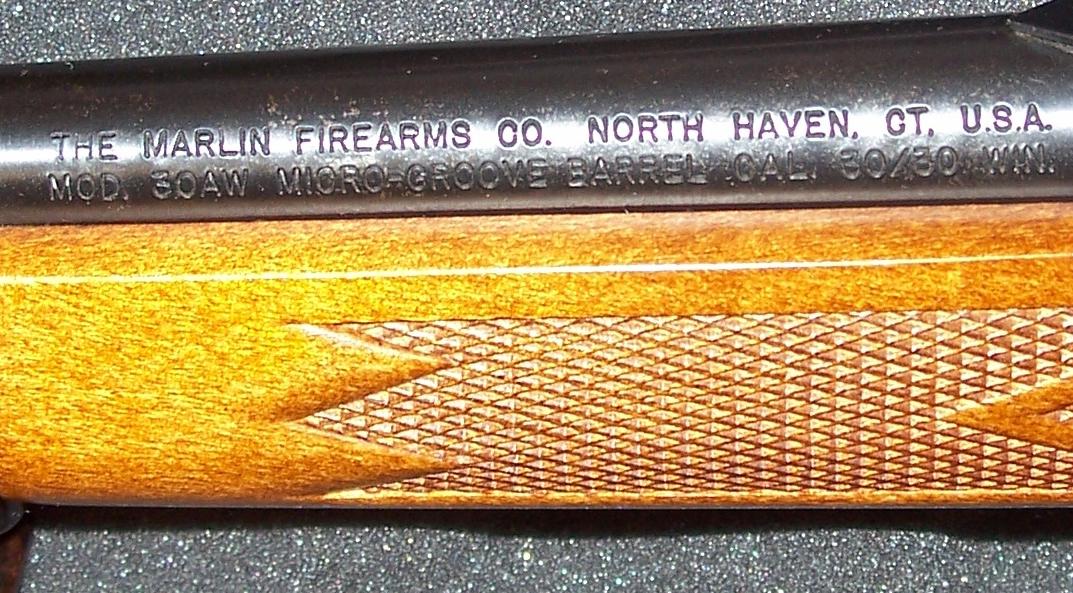 THE MARLIN FIREARMS CO. NORTH HAVEN, CT. U.S.A.
MOD. 30AW MICRO-GROOVE BARREL CAL. 30/30 WIN.